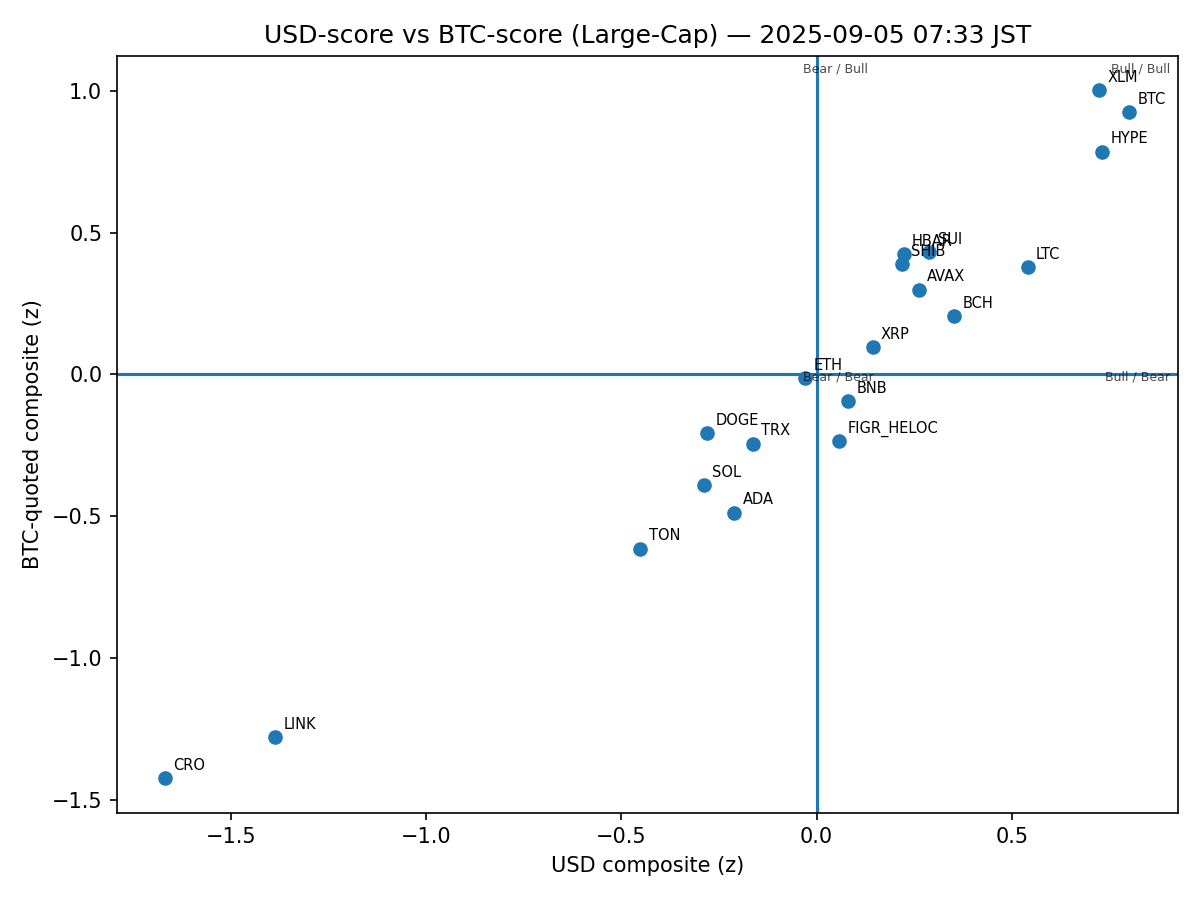 USD-score vs BTC-score (Large-Cap) — 2025-09-05 07:33 JST
Bear / Bull
Bull / Bull
XLM
BTC
HYPE
HBAR
SUI
SHIB
LTC
AVAX
BCH
XRP
ETH
Bear / Bear
Bull / Bear
BNB
DOGE
TRX
FIGR_HELOC
SOL
ADA
TON
LINK
CRO
1.0
0.5
0.0
−0.5
−1.0
−1.5
BTC-quoted composite (z)
−1.5
−1.0
−0.5
0.0
0.5
USD composite (z)